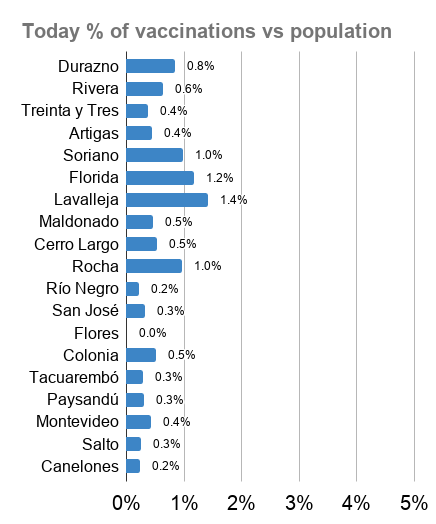 Today % of vaccinations vs population
Durazno 0.8%
Rivera 0.6%
Treinta y Tres 0.4%
Artigas 0.4%
Soriano 1.0%
Florida 1.2%
Lavalleja 1.4%
Maldonado 0.5%
Cerro Largo 0.5%
Rocha 1.0%
Río Negro 0.2%
San José 0.3%
Flores 0.0%
Colonia 0.5%
Tacuarembó 0.3%
Paysandú 0.3%
Montevideo 0.4%
Salto 0.3%
Canelones 0.2%
0% 1% 2% 3% 4% 5%